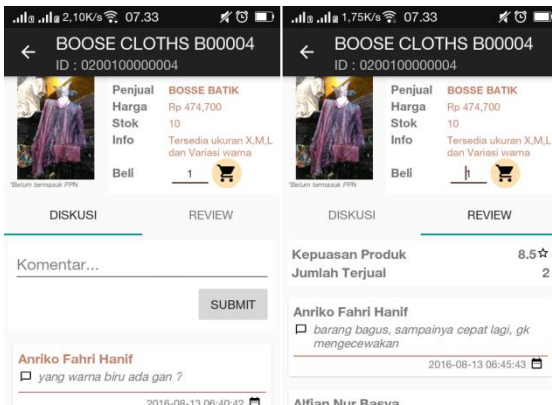 2,10K/s 07.33
BOOSE CLOTHS B00004
ID : 0200100000004
Penjual BOSSE BATIK
Harga Rp 474,700
Stok 10
Info Tersedia ukuran X,M,L
dan Variasi warna
Beli 1
*Belum termasuk PPN
DISKUSI REVIEW
Komentar...
SUBMIT
Anriko Fahri Hanif
yang warna biru ada gan ?
2016-08-13 06:40:42
1,75K/s 07.33
BOOSE CLOTHS B00004
ID : 0200100000004
Penjual BOSSE BATIK
Harga Rp 474,700
Stok 10
Info Tersedia ukuran X,M,L
dan Variasi warna
Beli 1
*Belum termasuk PPN
DISKUSI REVIEW
Kepuasan Produk 8.5
Jumlah Terjual 2
Anriko Fahri Hanif
barang bagus, sampainya cepat lagi, gk
mengecewakan
2016-08-13 06:45:43
Alfian Nur Basya